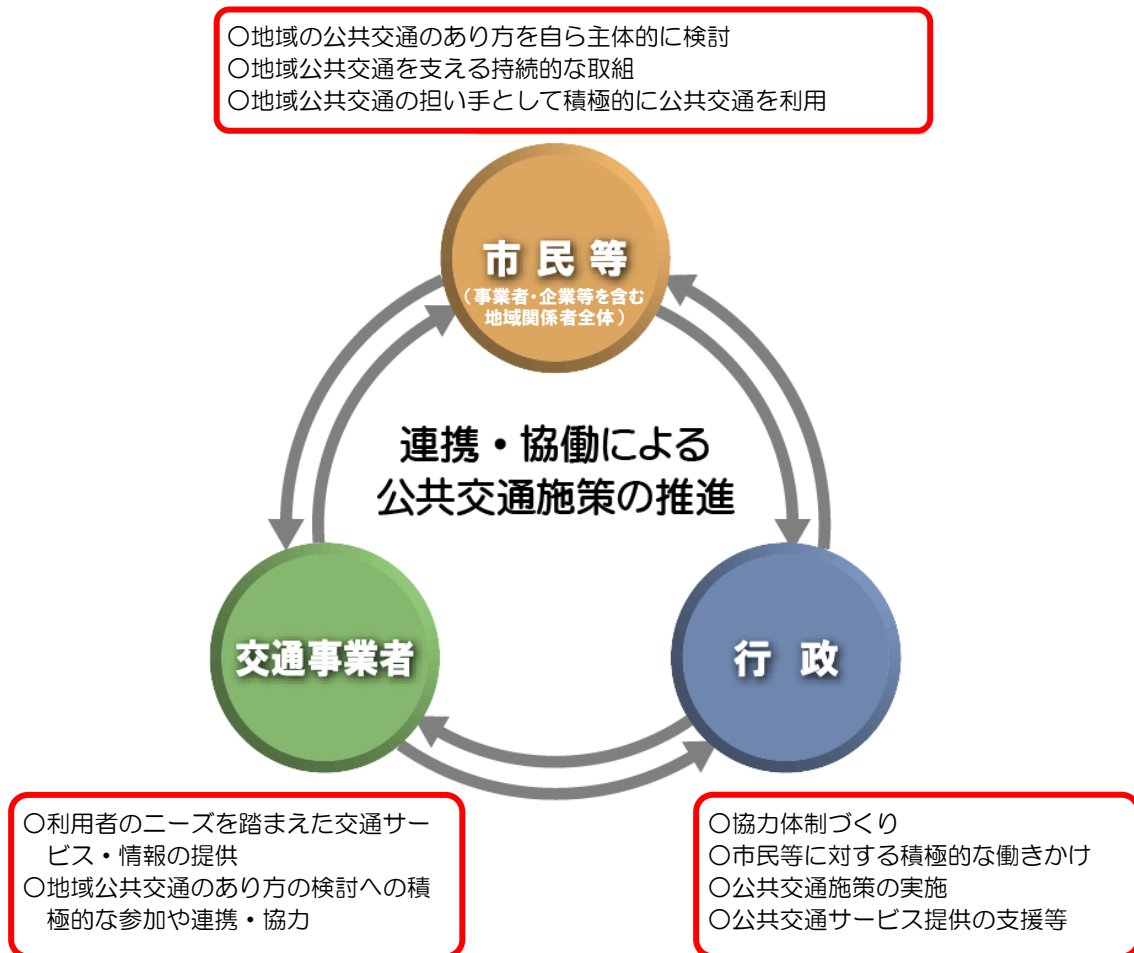 〇地域の公共交通のあり方を自ら主体的に検討
〇地域公共交通を支える持続的な取組
〇地域公共交通の担い手として積極的に公共交通を利用
市民等
（事業者・企業等を含む
地域関係者全体）
連携・協働による
公共交通施策の推進
交通事業者
行政
〇利用者のニーズを踏まえた交通サー
ビス・情報の提供
〇地域公共交通のあり方の検討への積
極的な参加や連携・協力
〇協力体制づくり
〇市民等に対する積極的な働きかけ
〇公共交通施策の実施
〇公共交通サービス提供の支援等